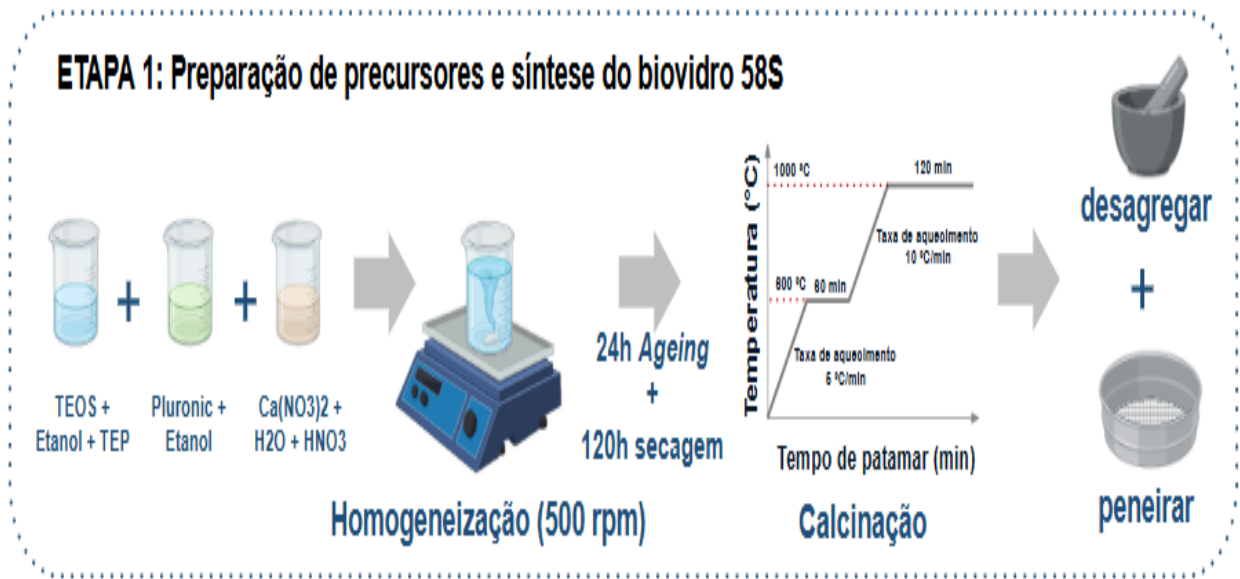 ETAPA 1: Preparação de precursores e síntese do biovidro 58S
TEOS +
Etanol + TEP
Pluronic +
Etanol
Ca(NO3)2 +
H2O + HNO3
Homogeneização (500 rpm)
24h Ageing
+
120h secagem
Temperatura (°C)
1000 ºC
120 min
Taxa de aquecimento
10 ºC/min
600 ºC
60 min
Taxa de aquecimento
5 ºC/min
Tempo de patamar (min)
Calcinação
desagregar
+
peneirar